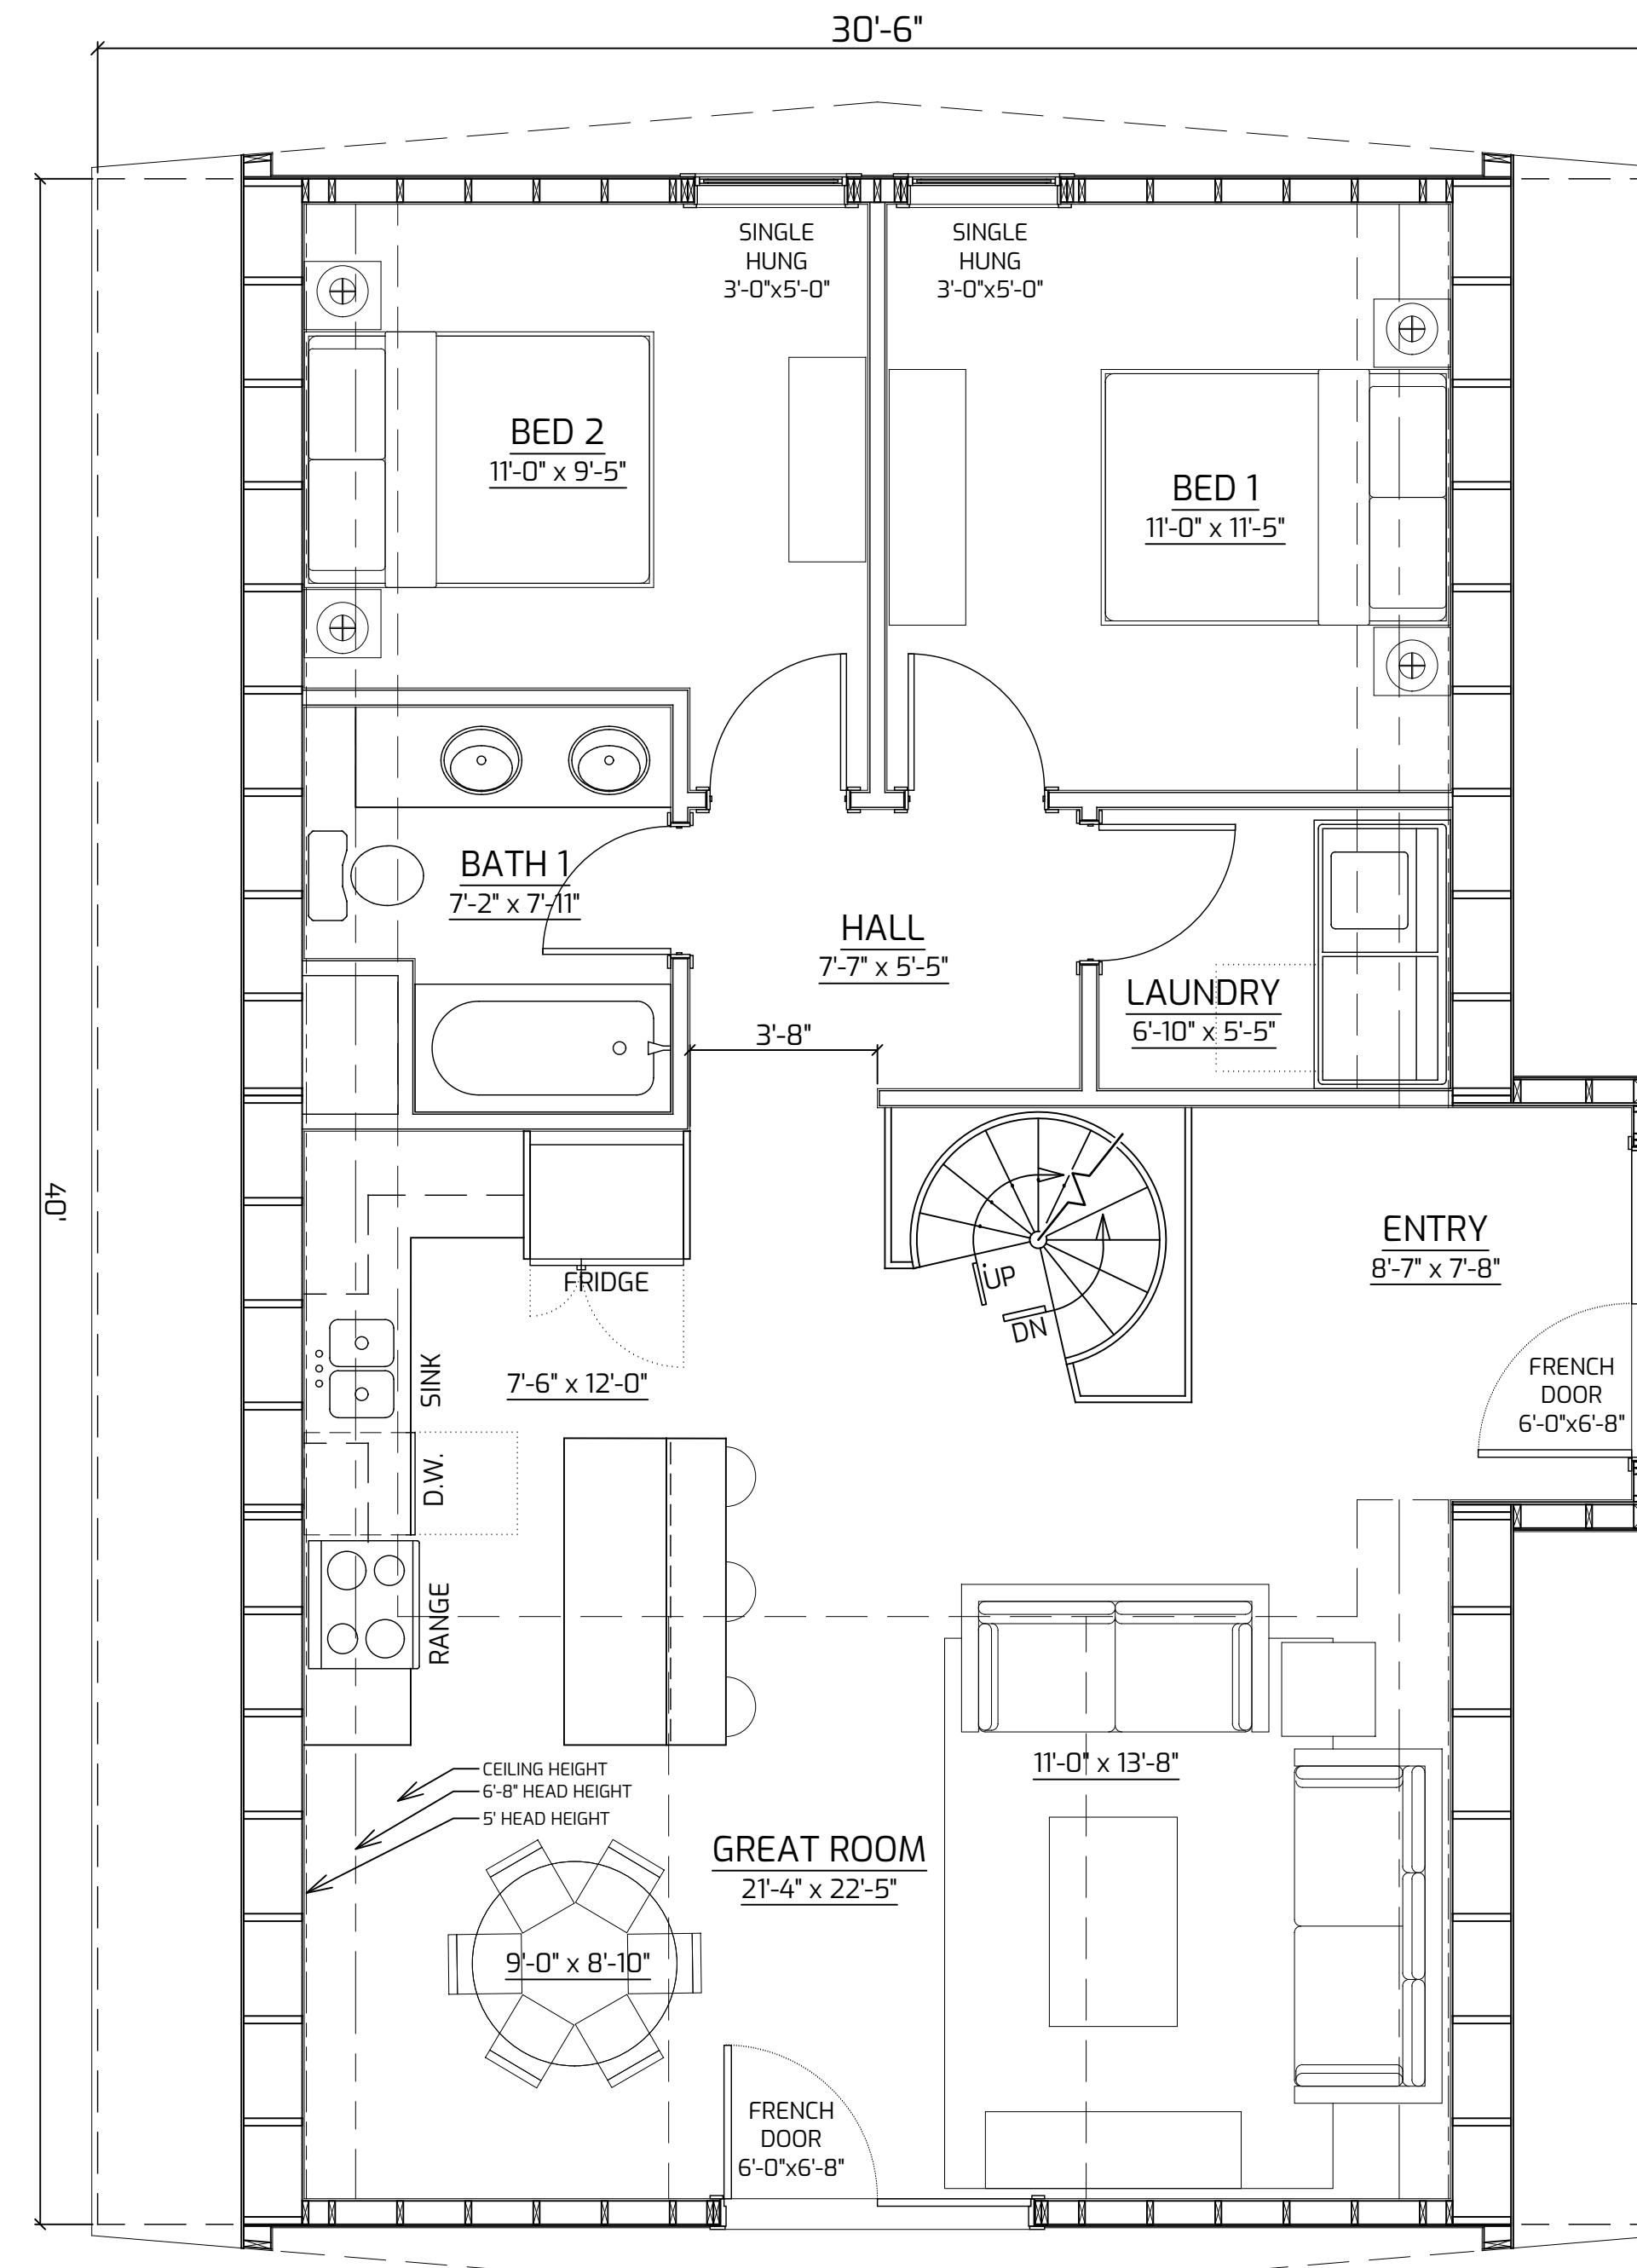 30'-6"
SINGLE
HUNG
3'-0"x5'-0"
SINGLE
HUNG
3'-0"x5'-0"
BED 2
11'-0" x 9'-5"
BED 1
11'-0" x 11'-5"
BATH 1
7'-2" x 7'-11"
HALL
7'-7" x 5'-5"
LAUNDRY
6'-10" x 5'-5"
3'-8"
40'
ENTRY
8'-7" x 7'-8"
FRIDGE
UP
DN
SINK
7'-6" x 12'-0"
FRENCH
DOOR
6'-0"x6'-8"
D.W.
RANGE
CEILING HEIGHT
6'-8" HEAD HEIGHT
5' HEAD HEIGHT
11'-0" x 13'-8"
GREAT ROOM
21'-4" x 22'-5"
9'-0" x 8'-10"
FRENCH
DOOR
6'-0"x6'-8"